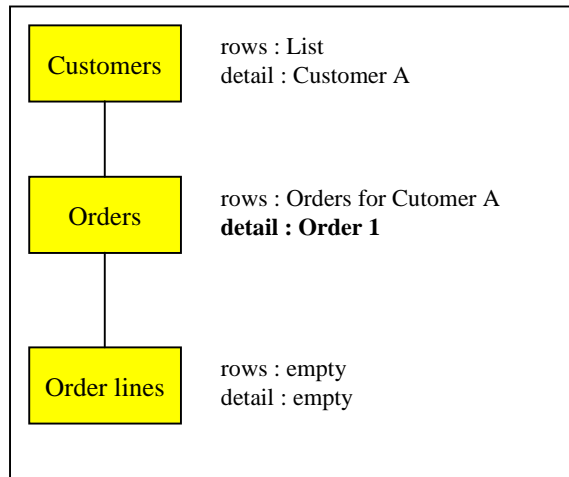 Customers
rows : List
detail : Customer A
Orders
rows : Orders for Cutomer A
detail : Order 1
Order lines
rows : empty
detail : empty